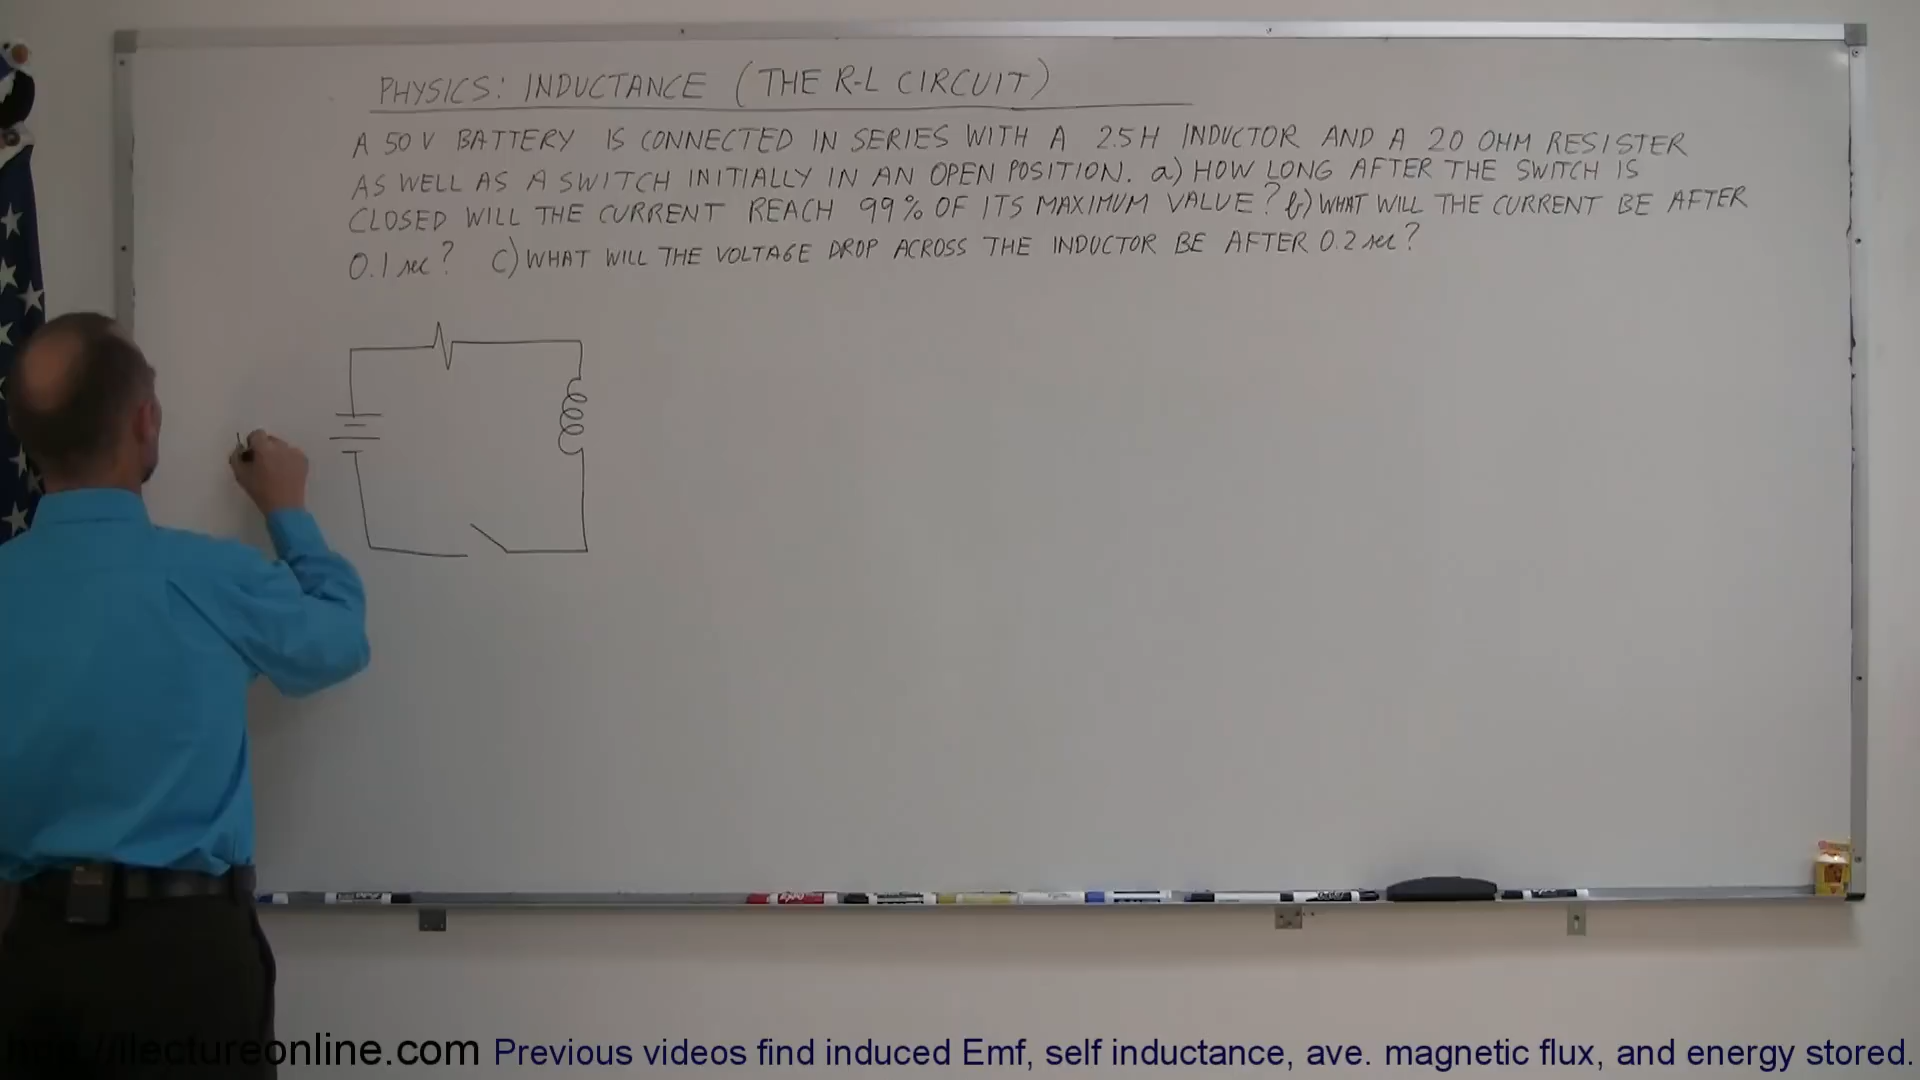 PHYSICS: INDUCTANCE (THE R-L CIRCUIT)
A 50 V BATTERY IS CONNECTED IN SERIES WITH A 2.5 H INDUCTOR AND A 20 OHM RESISTER
AS WELL AS A SWITCH INITIALLY IN AN OPEN POSITION. a) HOW LONG AFTER THE SWITCH IS
CLOSED WILL THE CURRENT REACH 99% OF ITS MAXIMUM VALUE? b) WHAT WILL THE CURRENT BE AFTER
0.1 sec? C) WHAT WILL THE VOLTAGE DROP ACROSS THE INDUCTOR BE AFTER 0.2 sec?
http://ilectureonline.com Previous videos find induced Emf, self inductance, ave. magnetic flux, and energy stored.